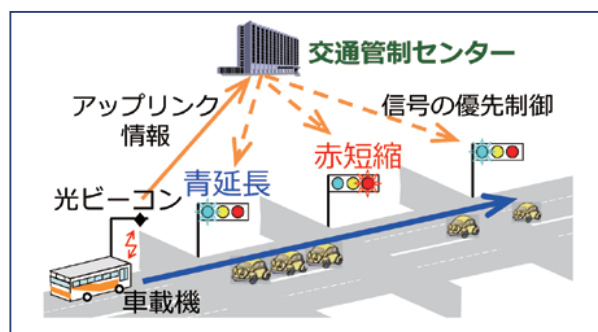 交通管制センター
アップリンク
情報
信号の優先制御
青延長
赤短縮
光ビーコン
車載機